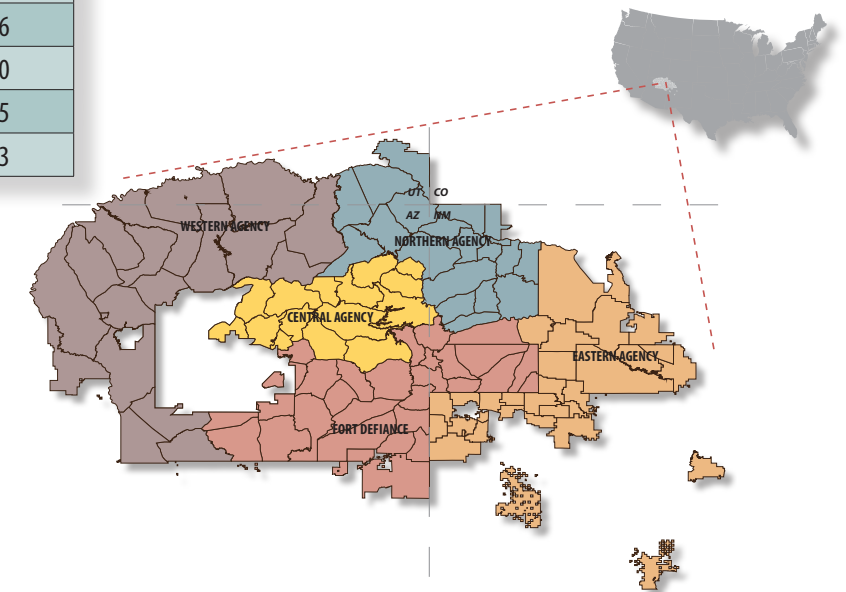 6
0
5
3
UT CO
AZ NM
WESTERN AGENCY
NORTHERN AGENCY
CENTRAL AGENCY
EASTERN AGENCY
FORT DEFIANCE